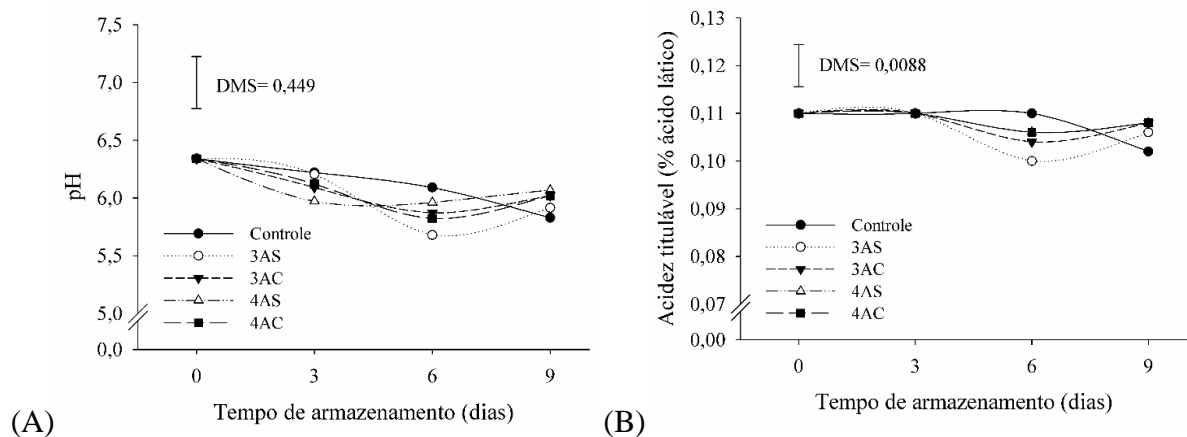 7,5
7,0
6,5
6,0
5,5
5,0
0,0
pH
DMS= 0,449
Controle
3AS
3AC
4AS
4AC
0 3 6 9
Tempo de armazenamento (dias)
(A)
0,13
0,12
0,11
0,10
0,09
0,08
0,07
0,00
Acidez titulável (% ácido lático)
DMS= 0,0088
Controle
3AS
3AC
4AS
4AC
0 3 6 9
Tempo de armazenamento (dias)
(B)